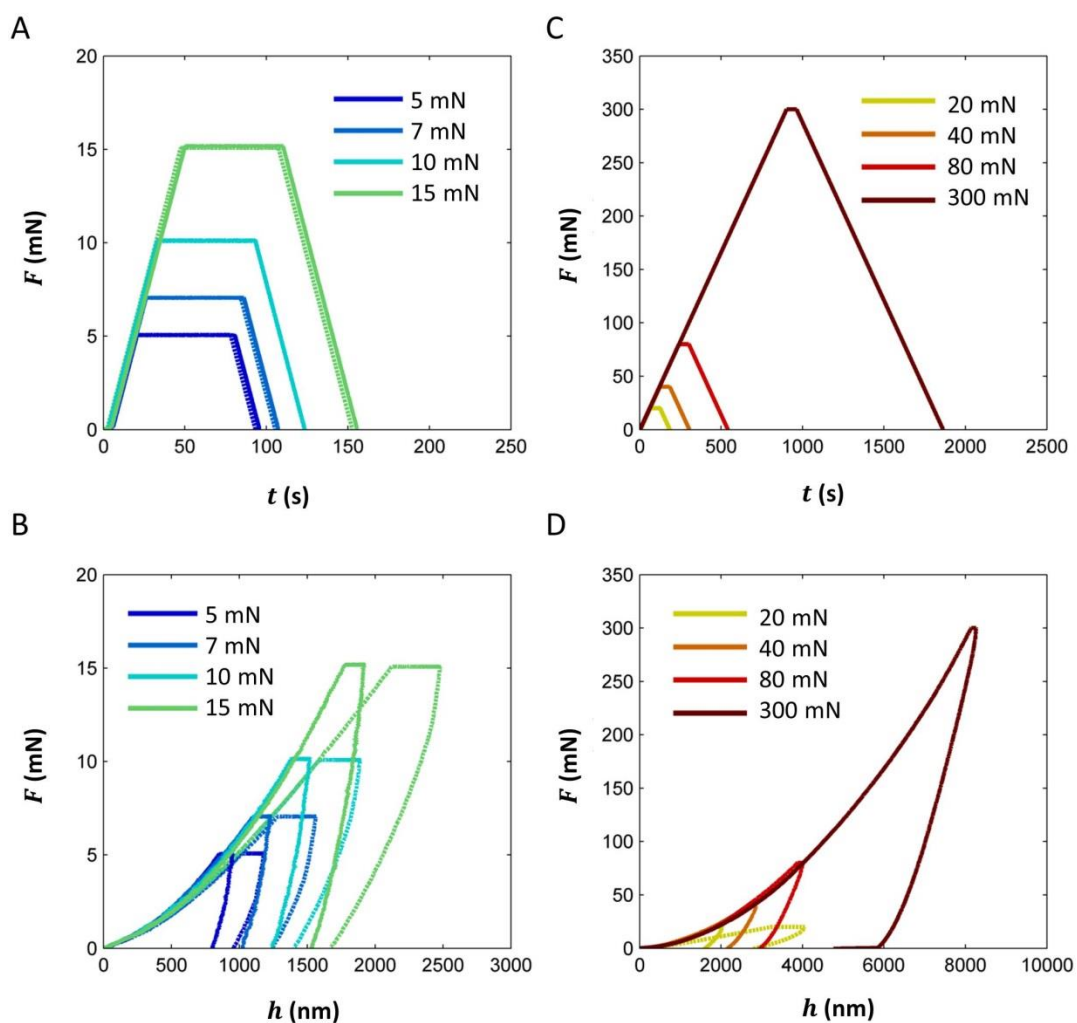 A
20
15
10
5
0
F (mN)
5 mN
7 mN
10 mN
15 mN
0 50 100 150 200 250
t (s)
C
350
300
250
200
150
100
50
0
F (mN)
20 mN
40 mN
80 mN
300 mN
0 500 1000 1500 2000 2500
t (s)
B
20
15
10
5
0
F (mN)
5 mN
7 mN
10 mN
15 mN
0 500 1000 1500 2000 2500 3000
h (nm)
D
350
300
250
200
150
100
50
0
F (mN)
20 mN
40 mN
80 mN
300 mN
0 2000 4000 6000 8000 10000
h (nm)